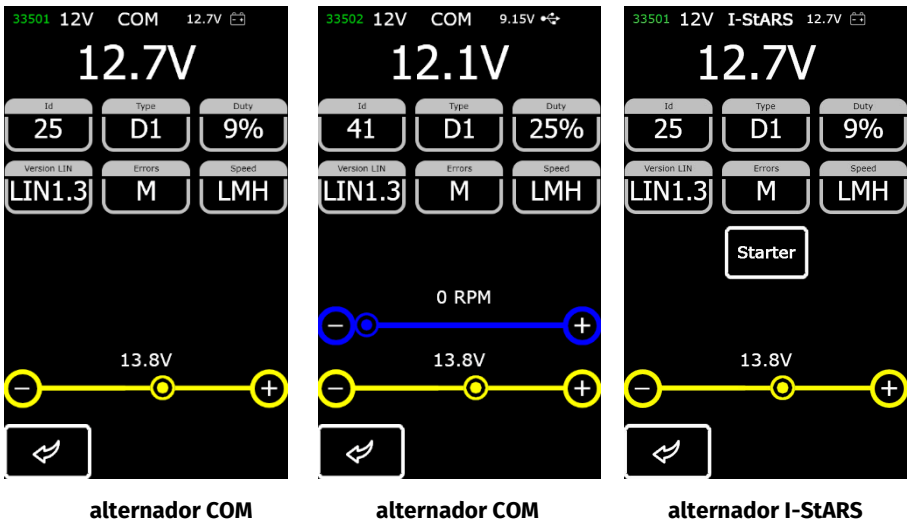 33501 12V COM 12.7V
12.7V
Id Type Duty
25 D1 9%
Version LIN Errors Speed
LIN1.3 M LMH
13.8V
alternador COM
33502 12V COM 9.15V
12.1V
Id Type Duty
41 D1 25%
Version LIN Errors Speed
LIN1.3 M LMH
0 RPM
13.8V
alternador COM
33501 12V I-StARS 12.7V
12.7V
Id Type Duty
25 D1 9%
Version LIN Errors Speed
LIN1.3 M LMH
Starter
13.8V
alternador I-StARS